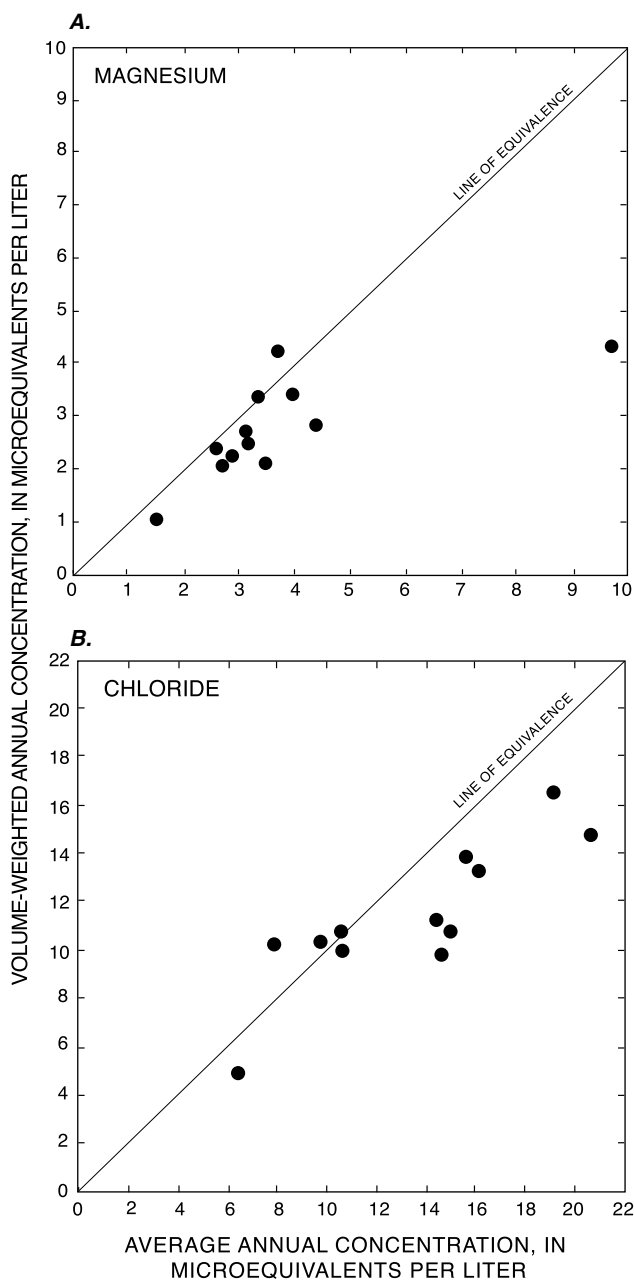 A.
MAGNESIUM
LINE OF EQUIVALENCE
10
9
8
7
6
5
4
3
2
1
0
0 1 2 3 4 5 6 7 8 9 10
VOLUME-WEIGHTED ANNUAL CONCENTRATION, IN MICROEQUIVALENTS PER LITER
B.
CHLORIDE
LINE OF EQUIVALENCE
22
20
18
16
14
12
10
8
6
4
2
0
0 2 4 6 8 10 12 14 16 18 20 22
AVERAGE ANNUAL CONCENTRATION, IN
MICROEQUIVALENTS PER LITER